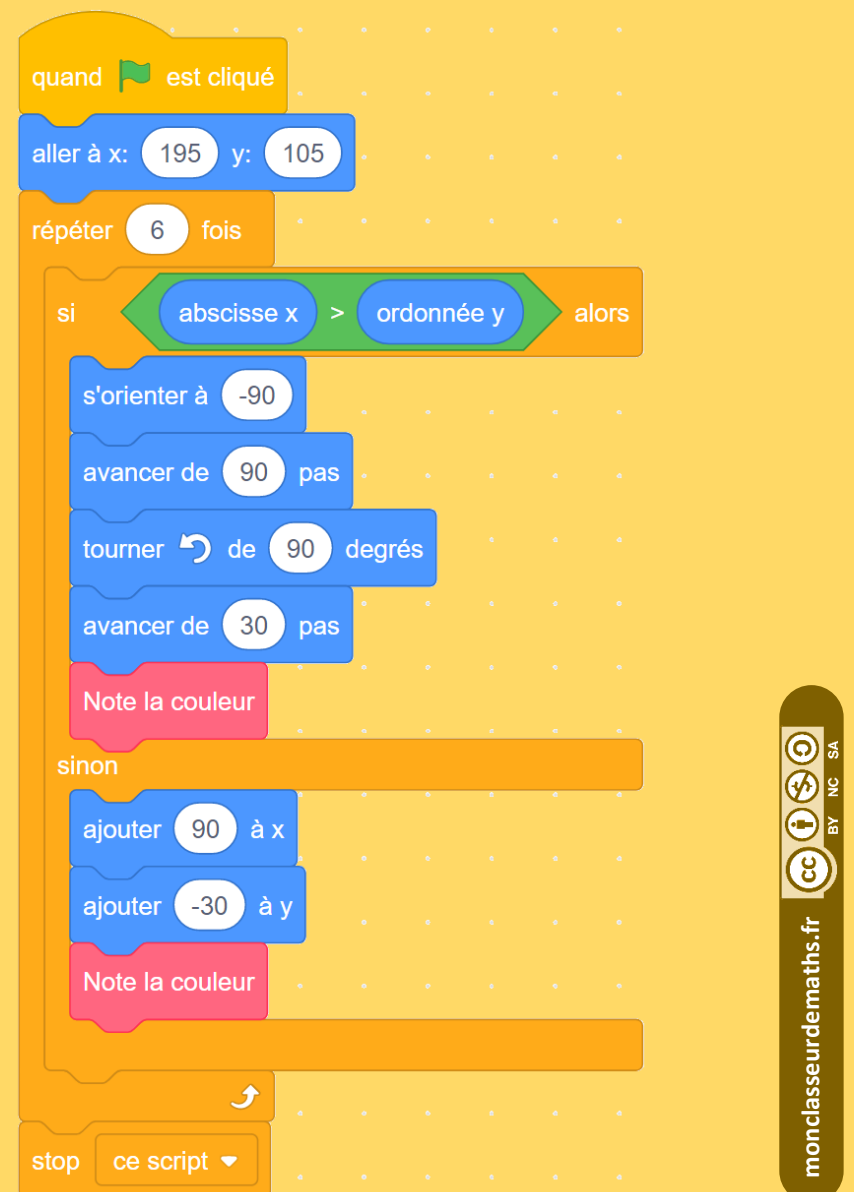 quand est cliqué
aller à x: 195 y: 105
répéter 6 fois
si abscisse x > ordonnée y alors
s'orienter à -90
avancer de 90 pas
tourner de 90 degrés
avancer de 30 pas
Note la couleur
sinon
ajouter 90 à x
ajouter -30 à y
Note la couleur
stop ce script
monclasseurdemaths.fr
cc BY NC SA